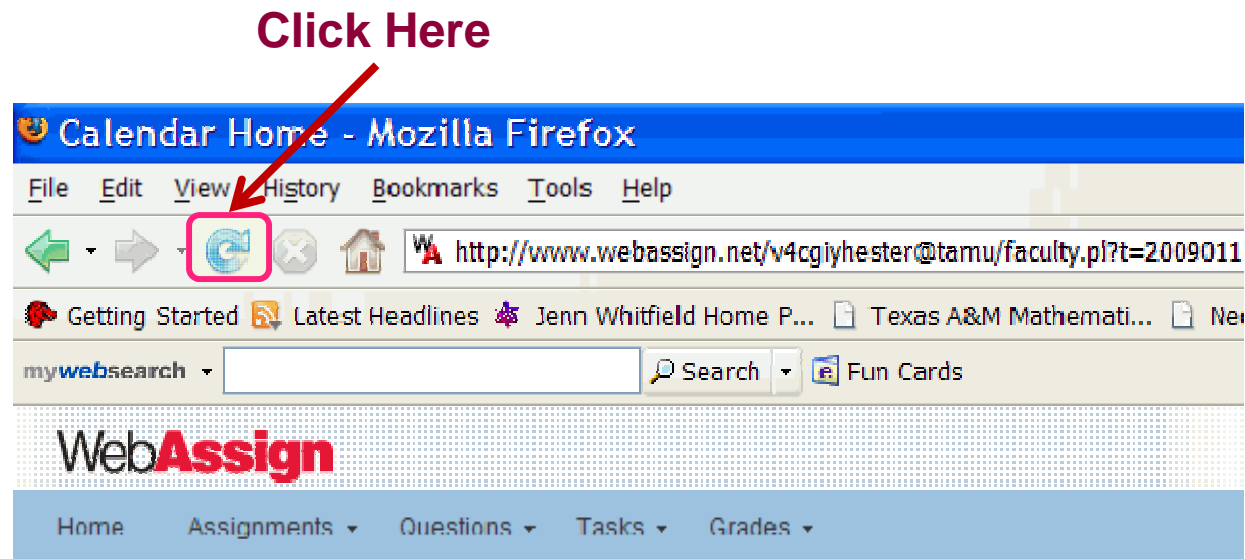 Click Here
Calendar Home - Mozilla Firefox
File Edit View History Bookmarks Tools Help
WA http://www.webassign.net/v4cgiyhester@tamu/faculty.pl?t=2009011
Getting Started Latest Headlines Jenn Whitfield Home P... Texas A&M Mathemati...
mywebsearch Search Fun Cards
WebAssign
Home Assignments Questions Tasks Grades